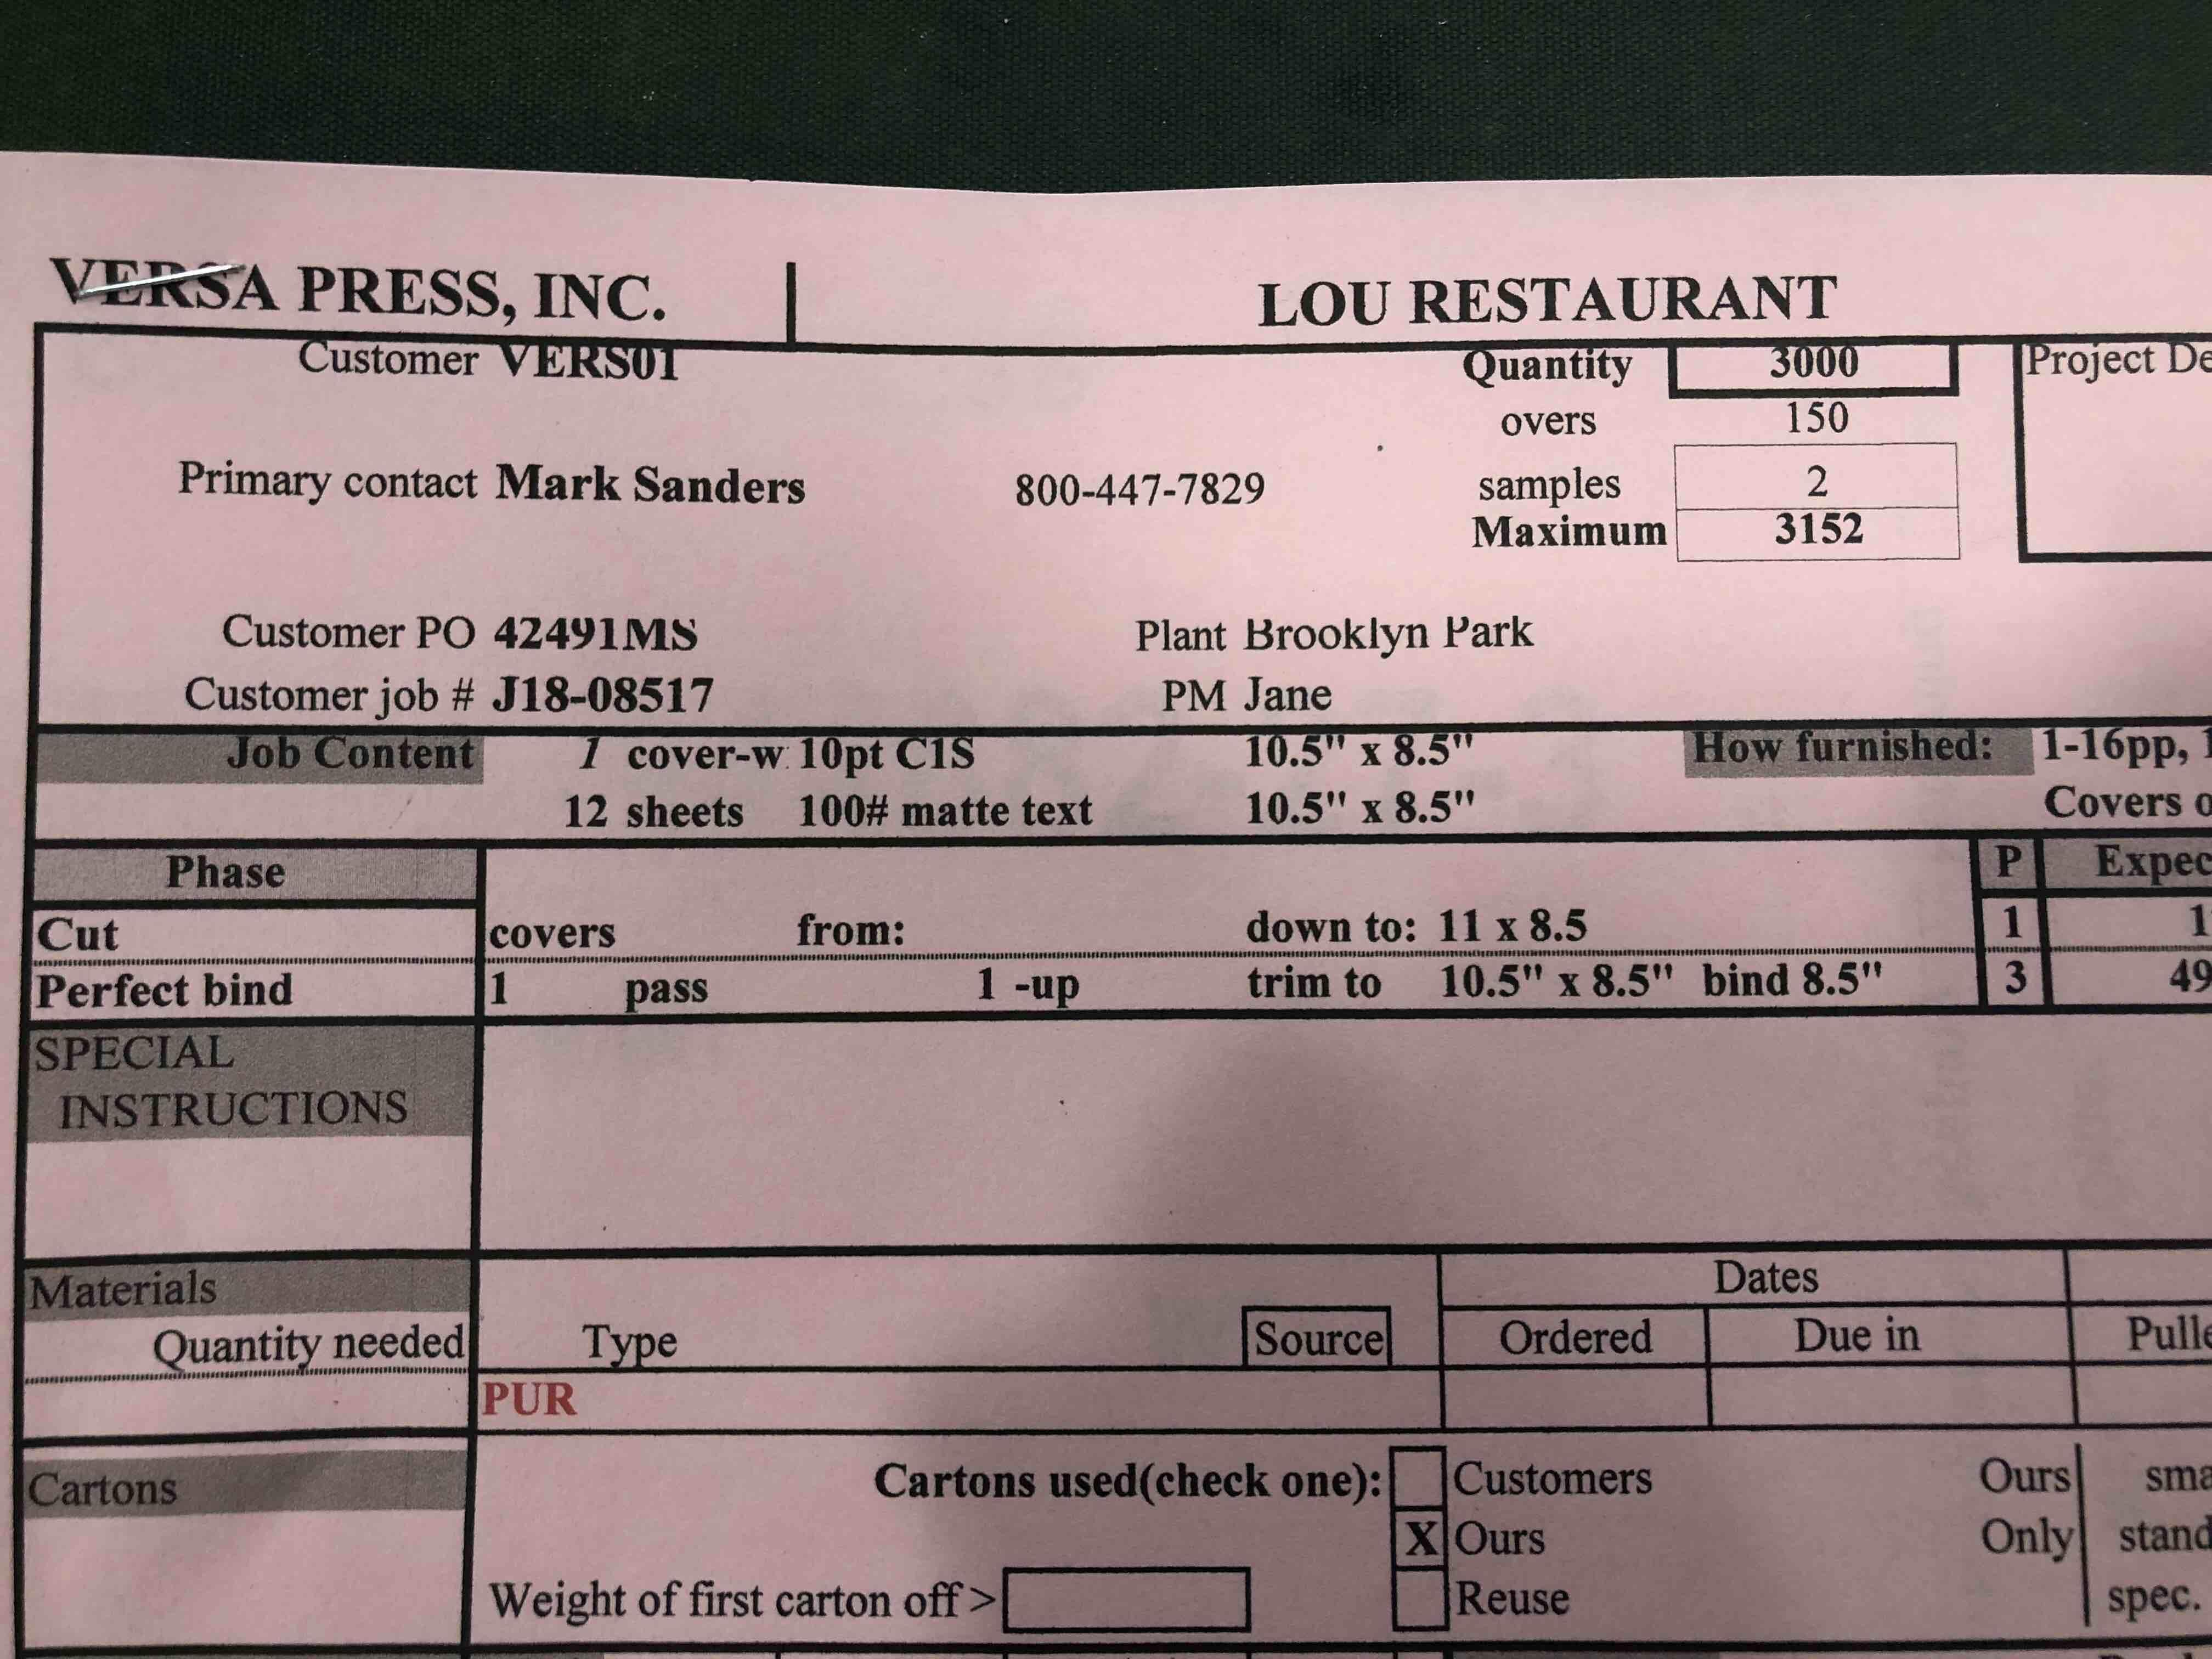 VERSA PRESS, INC. LOU RESTAURANT
Customer VERS01 Quantity 3000 Project De
overs 150
Primary contact Mark Sanders 800-447-7829 samples 2
Maximum 3152
Customer PO 42491MS Plant Brooklyn Park
Customer job # J18-08517 PM Jane
Job Content 1 cover-w 10pt C1S 10.5" x 8.5" How furnished: 1-16pp,
12 sheets 100# matte text 10.5" x 8.5" Covers
Phase P Expec
Cut covers from: down to: 11 x 8.5 1 1
Perfect bind 1 pass 1 -up trim to 10.5" x 8.5" bind 8.5" 3 49
SPECIAL
INSTRUCTIONS
Materials Dates
Quantity needed Type Source Ordered Due in Pulle
PUR
Cartons Cartons used(check one): Customers Ours sma
X Ours Only stand
Weight of first carton off > Reuse spec.